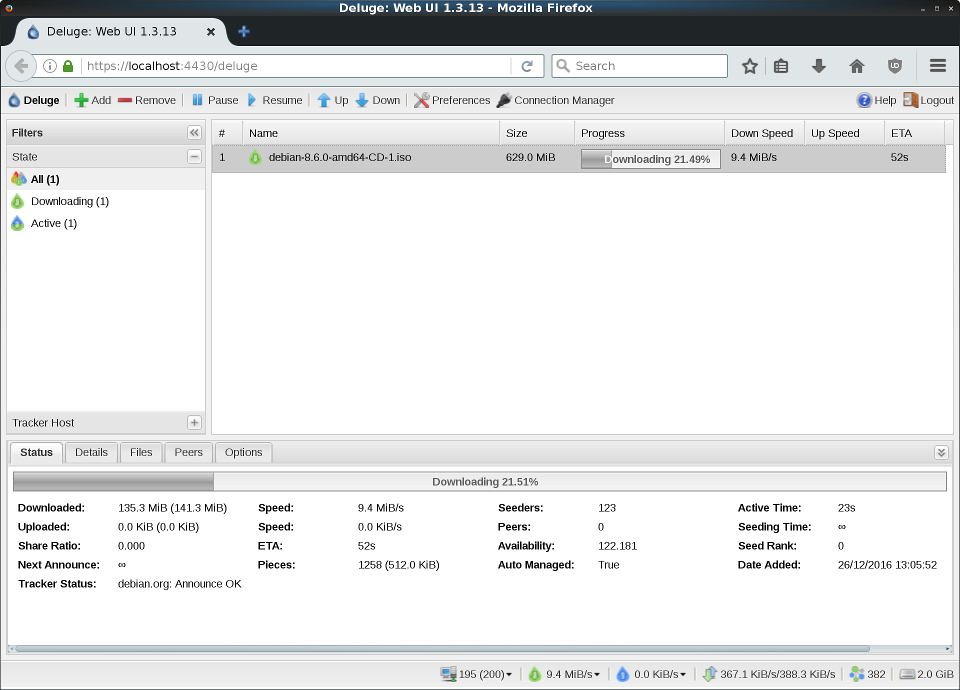 Deluge: Web UI 1.3.13 - Mozilla Firefox
Deluge: Web UI 1.3.13
https://localhost:4430/deluge
Search
Deluge Add Remove Pause Resume Up Down Preferences Connection Manager Help Logout
Filters
State
All (1)
Downloading (1)
Active (1)
Tracker Host
# Name Size Progress Down Speed Up Speed ETA
1 debian-8.6.0-amd64-CD-1.iso 629.0 MiB Downloading 21.49% 9.4 MiB/s 52s
Status Details Files Peers Options
Downloading 21.51%
Downloaded: 135.3 MiB (141.3 MiB) Speed: 9.4 MiB/s Seeders: 123 Active Time: 23s
Uploaded: 0.0 KiB (0.0 KiB) Speed: 0.0 KiB/s Peers: 0 Seeding Time: ∞
Share Ratio: 0.000 ETA: 52s Availability: 122.181 Seed Rank: 0
Next Announce: ∞ Pieces: 1258 (512.0 KiB) Auto Managed: True Date Added: 26/12/2016 13:05:52
Tracker Status: debian.org: Announce OK
195 (200) 9.4 MiB/s 0.0 KiB/s 367.1 KiB/s/388.3 KiB/s 382 2.0 GiB